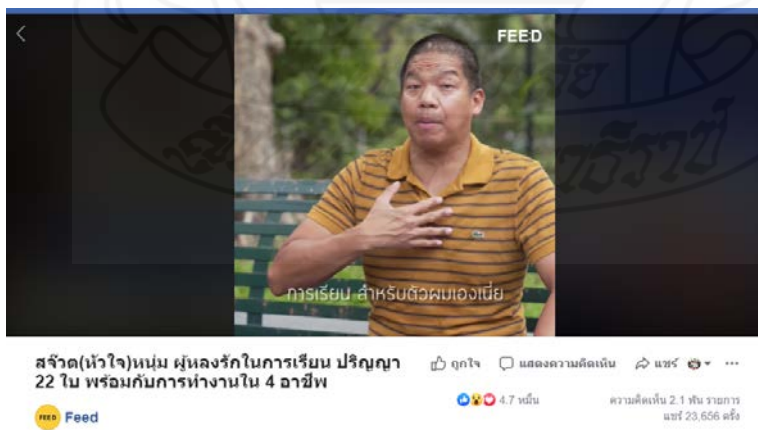 FEED
การเรียน สำหรับตัวผมเองเนี่ย
สจ๊วต(หัวใจ)หนุ่ม ผู้หลงรักในการเรียน ปริญญา
22 ใบ พร้อมกับการทำงานใน 4 อาชีพ
ถูกใจ แสดงความคิดเห็น แชร์
4.7 หมื่น
ความคิดเห็น 2.1 พัน รายการ
แชร์ 23,656 ครั้ง
FEED Feed